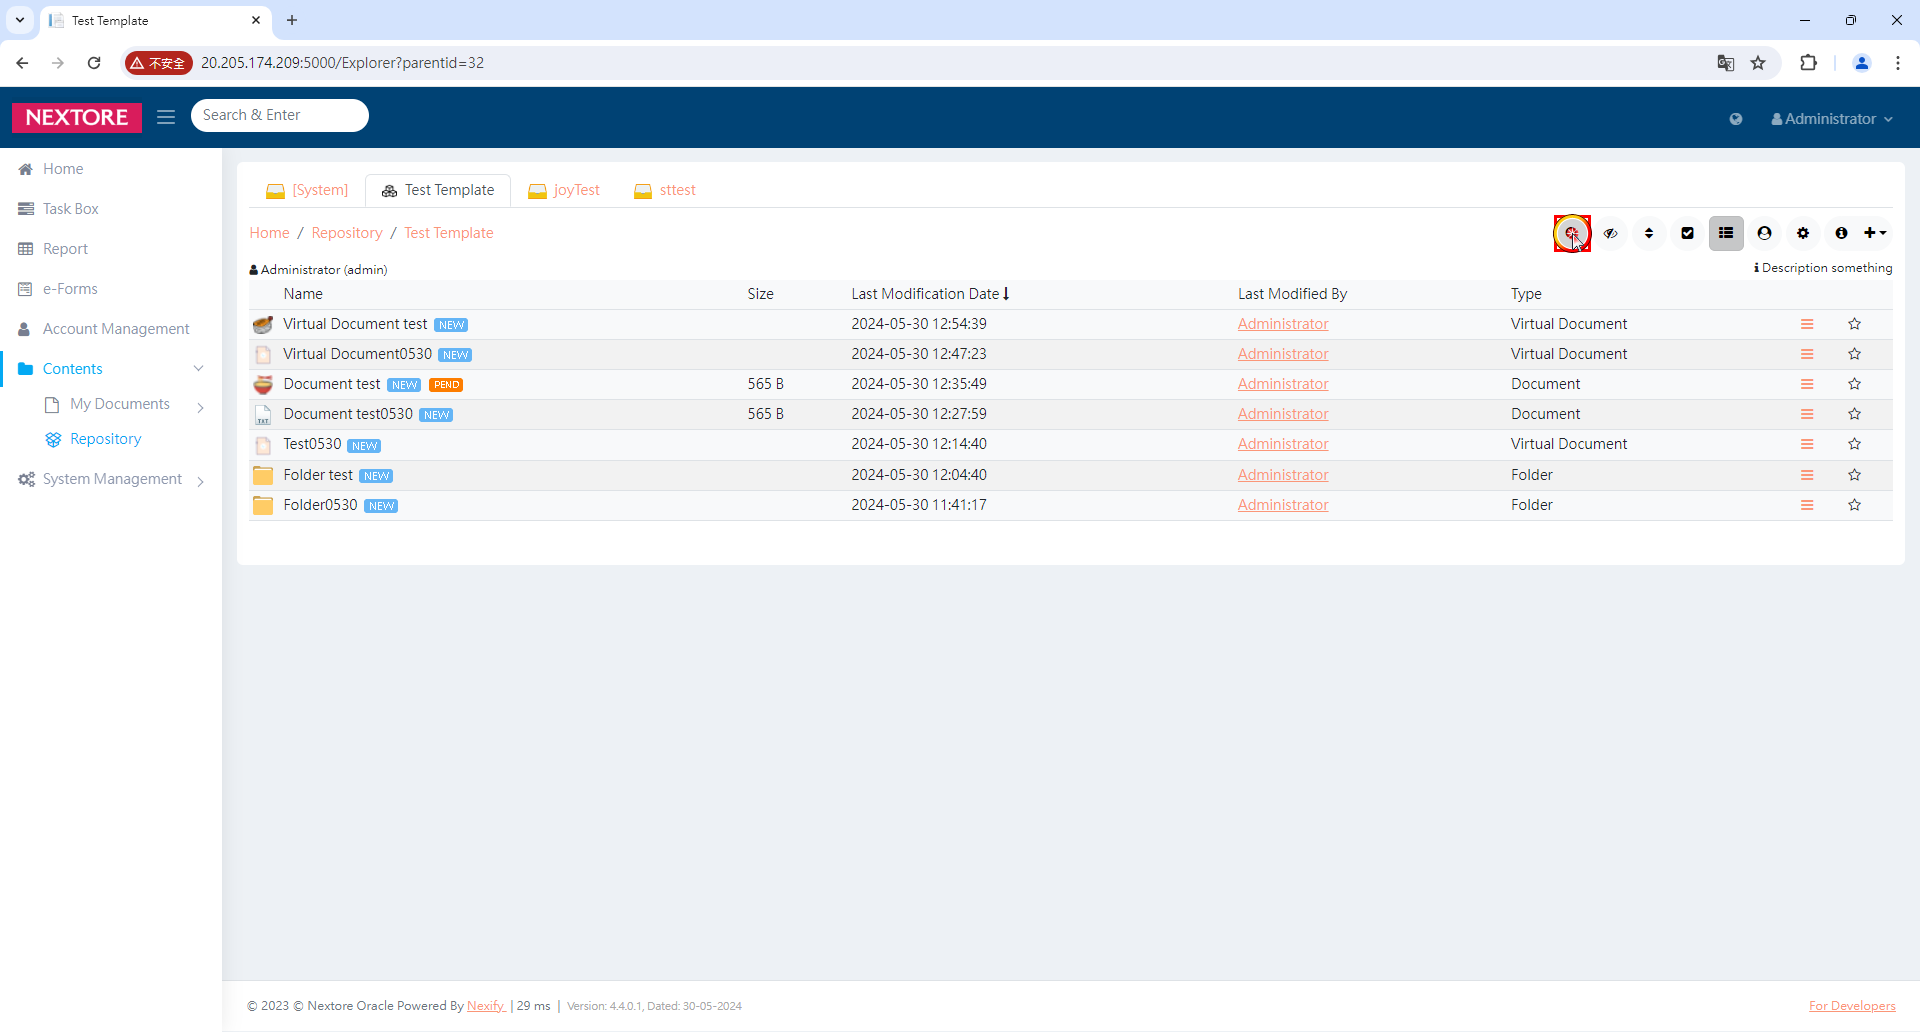 Test Template
不安全
20.205.174.209:5000/Explorer?parentid=32
NEXTORE
Search & Enter
Administrator
Home
Task Box
Report
e-Forms
Account Management
Contents
My Documents
Repository
System Management
[System]
Test Template
joyTest
sttest
Home / Repository / Test Template
Administrator (admin)
Description something
Name Size Last Modification Date Last Modified By Type
Virtual Document test NEW 2024-05-30 12:54:39 Administrator Virtual Document
Virtual Document0530 NEW 2024-05-30 12:47:23 Administrator Virtual Document
Document test NEW PEND 565 B 2024-05-30 12:35:49 Administrator Document
TXT Document test0530 NEW 565 B 2024-05-30 12:27:59 Administrator Document
Test0530 NEW 2024-05-30 12:14:40 Administrator Virtual Document
Folder test NEW 2024-05-30 12:04:40 Administrator Folder
Folder0530 NEW 2024-05-30 11:41:17 Administrator Folder
© 2023 © Nextore Oracle Powered By Nexify | 29 ms | Version: 4.4.0.1, Dated: 30-05-2024
For Developers